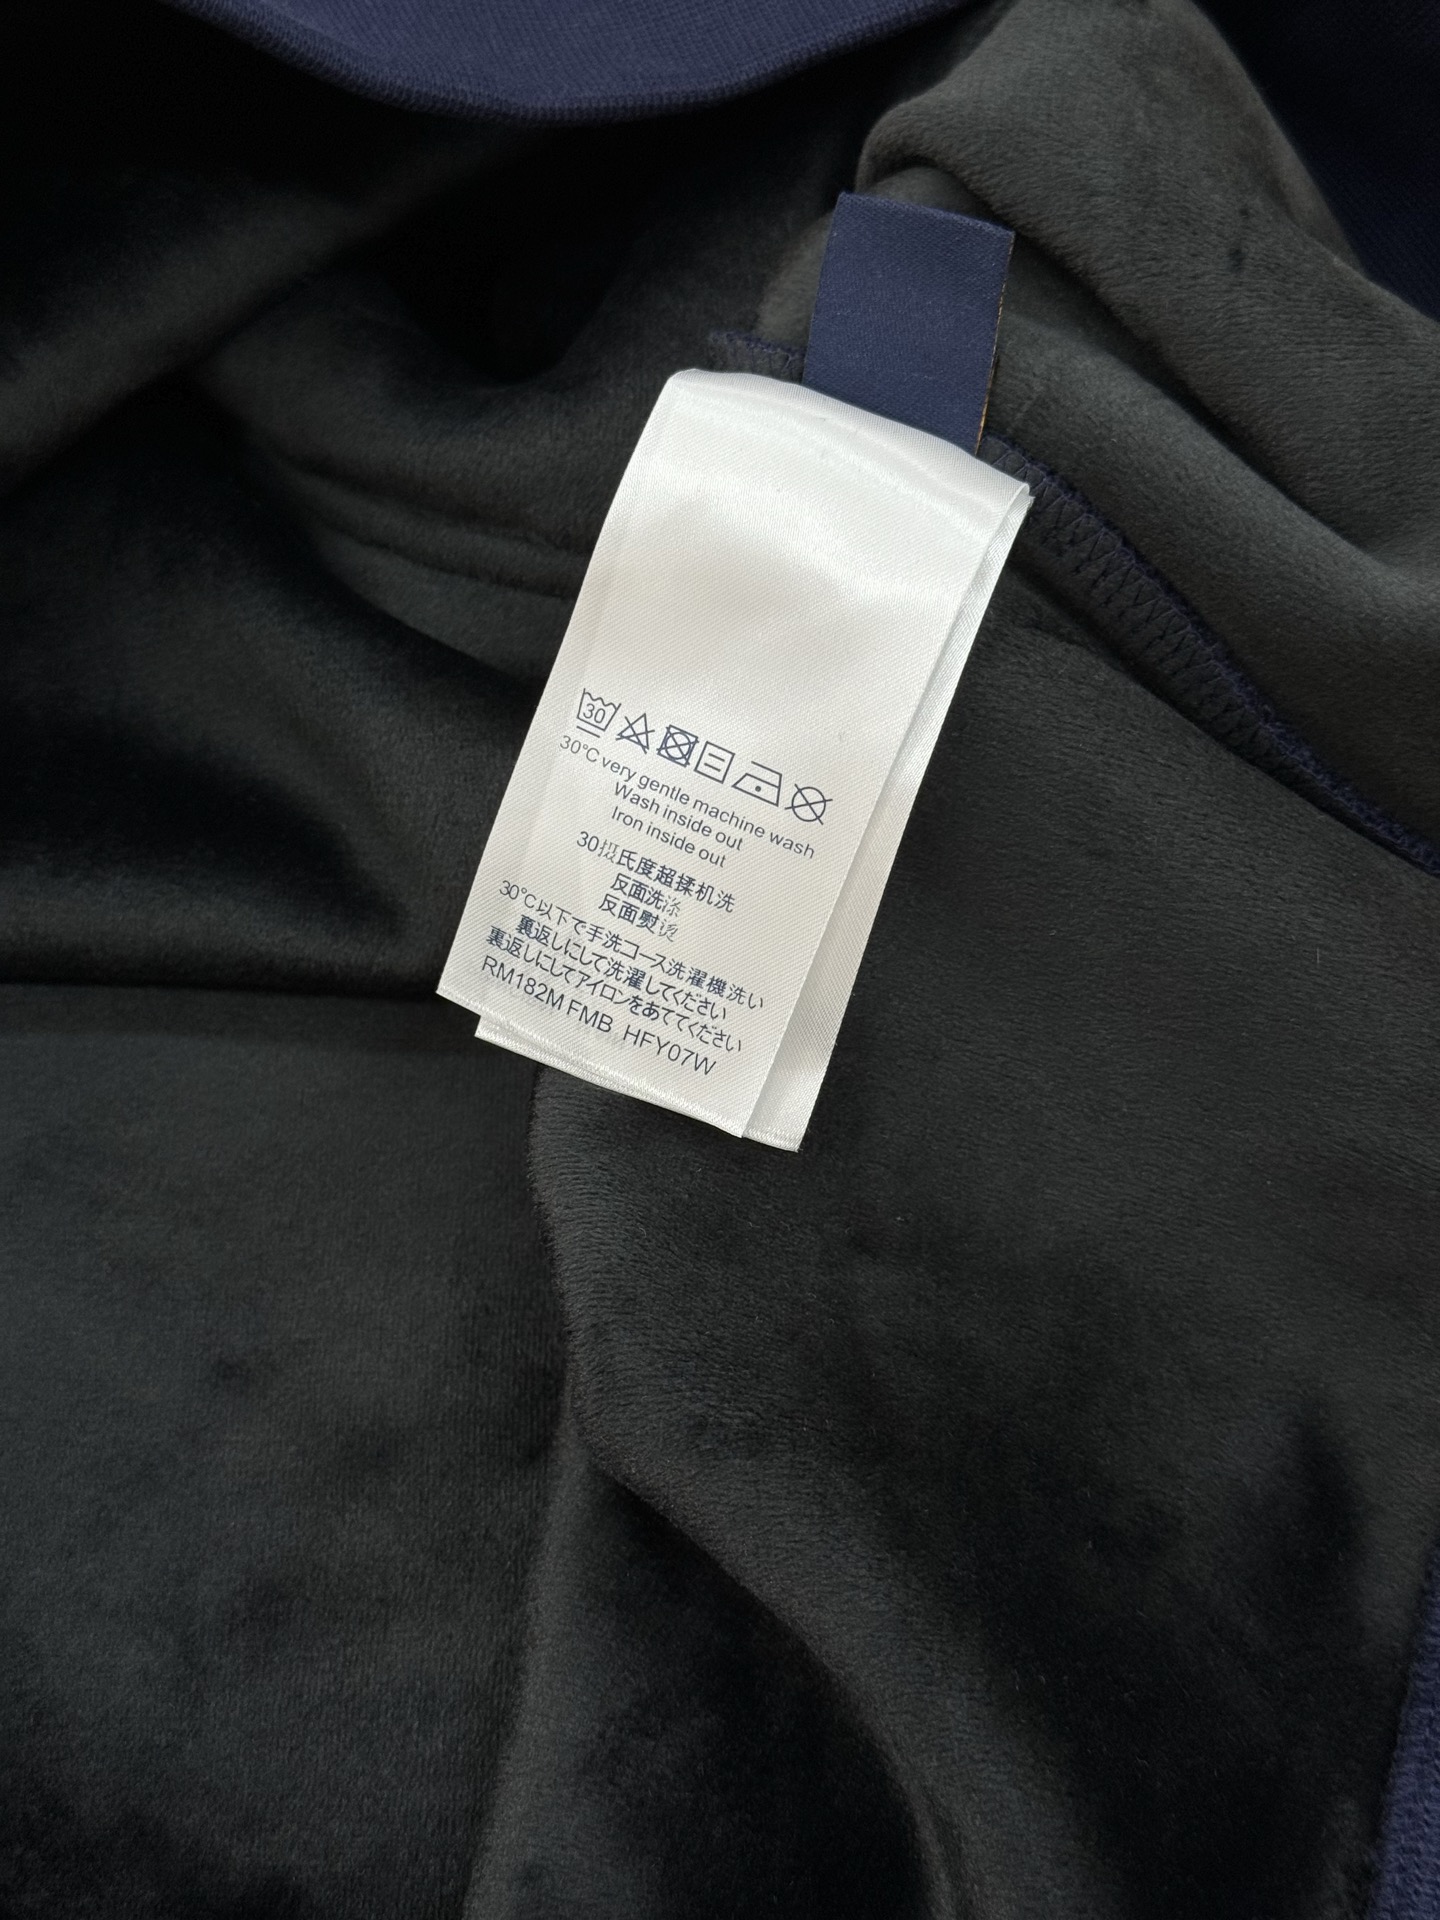 30
30°C very gentle machine wash
Wash inside out
Iron inside out
30摄氏度超揉机洗
反面洗涤
反面熨烫
30°C以下で手洗コース洗濯機洗い
裏返しにして洗濯してください
裏返しにしてアイロンをあててください
RM182M FMB HFY07W